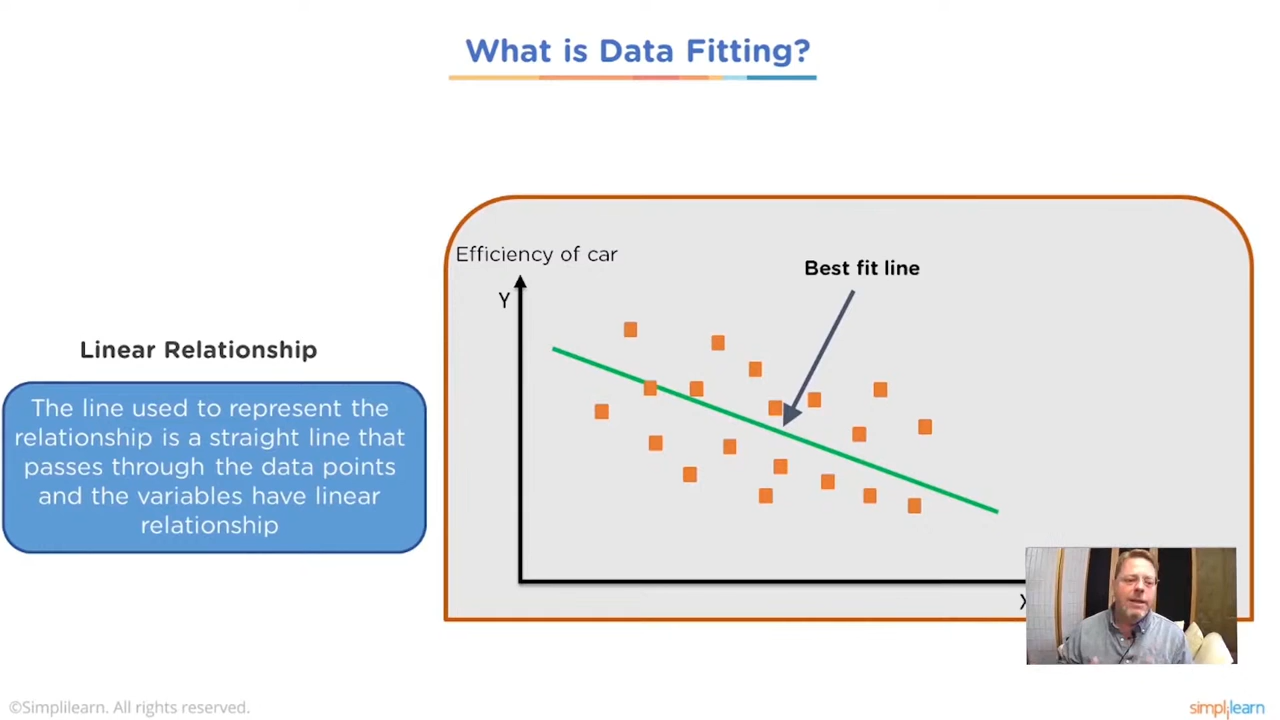 What is Data Fitting?
Efficiency of car
Best fit line
Y
Linear Relationship
The line used to represent the
relationship is a straight line that
passes through the data points
and the variables have linear
relationship
©Simplilearn. All rights reserved.
simplilearn